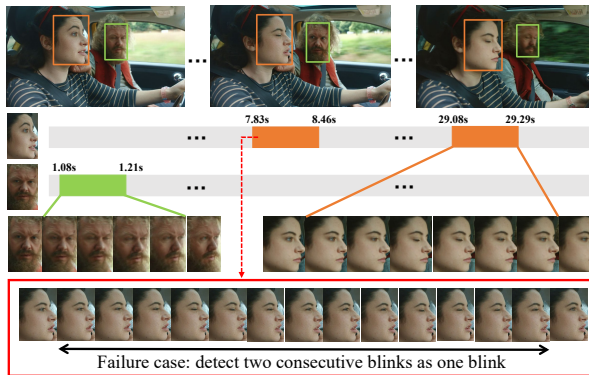 7.83s 8.46s 29.08s 29.29s
1.08s 1.21s
Failure case: detect two consecutive blinks as one blink